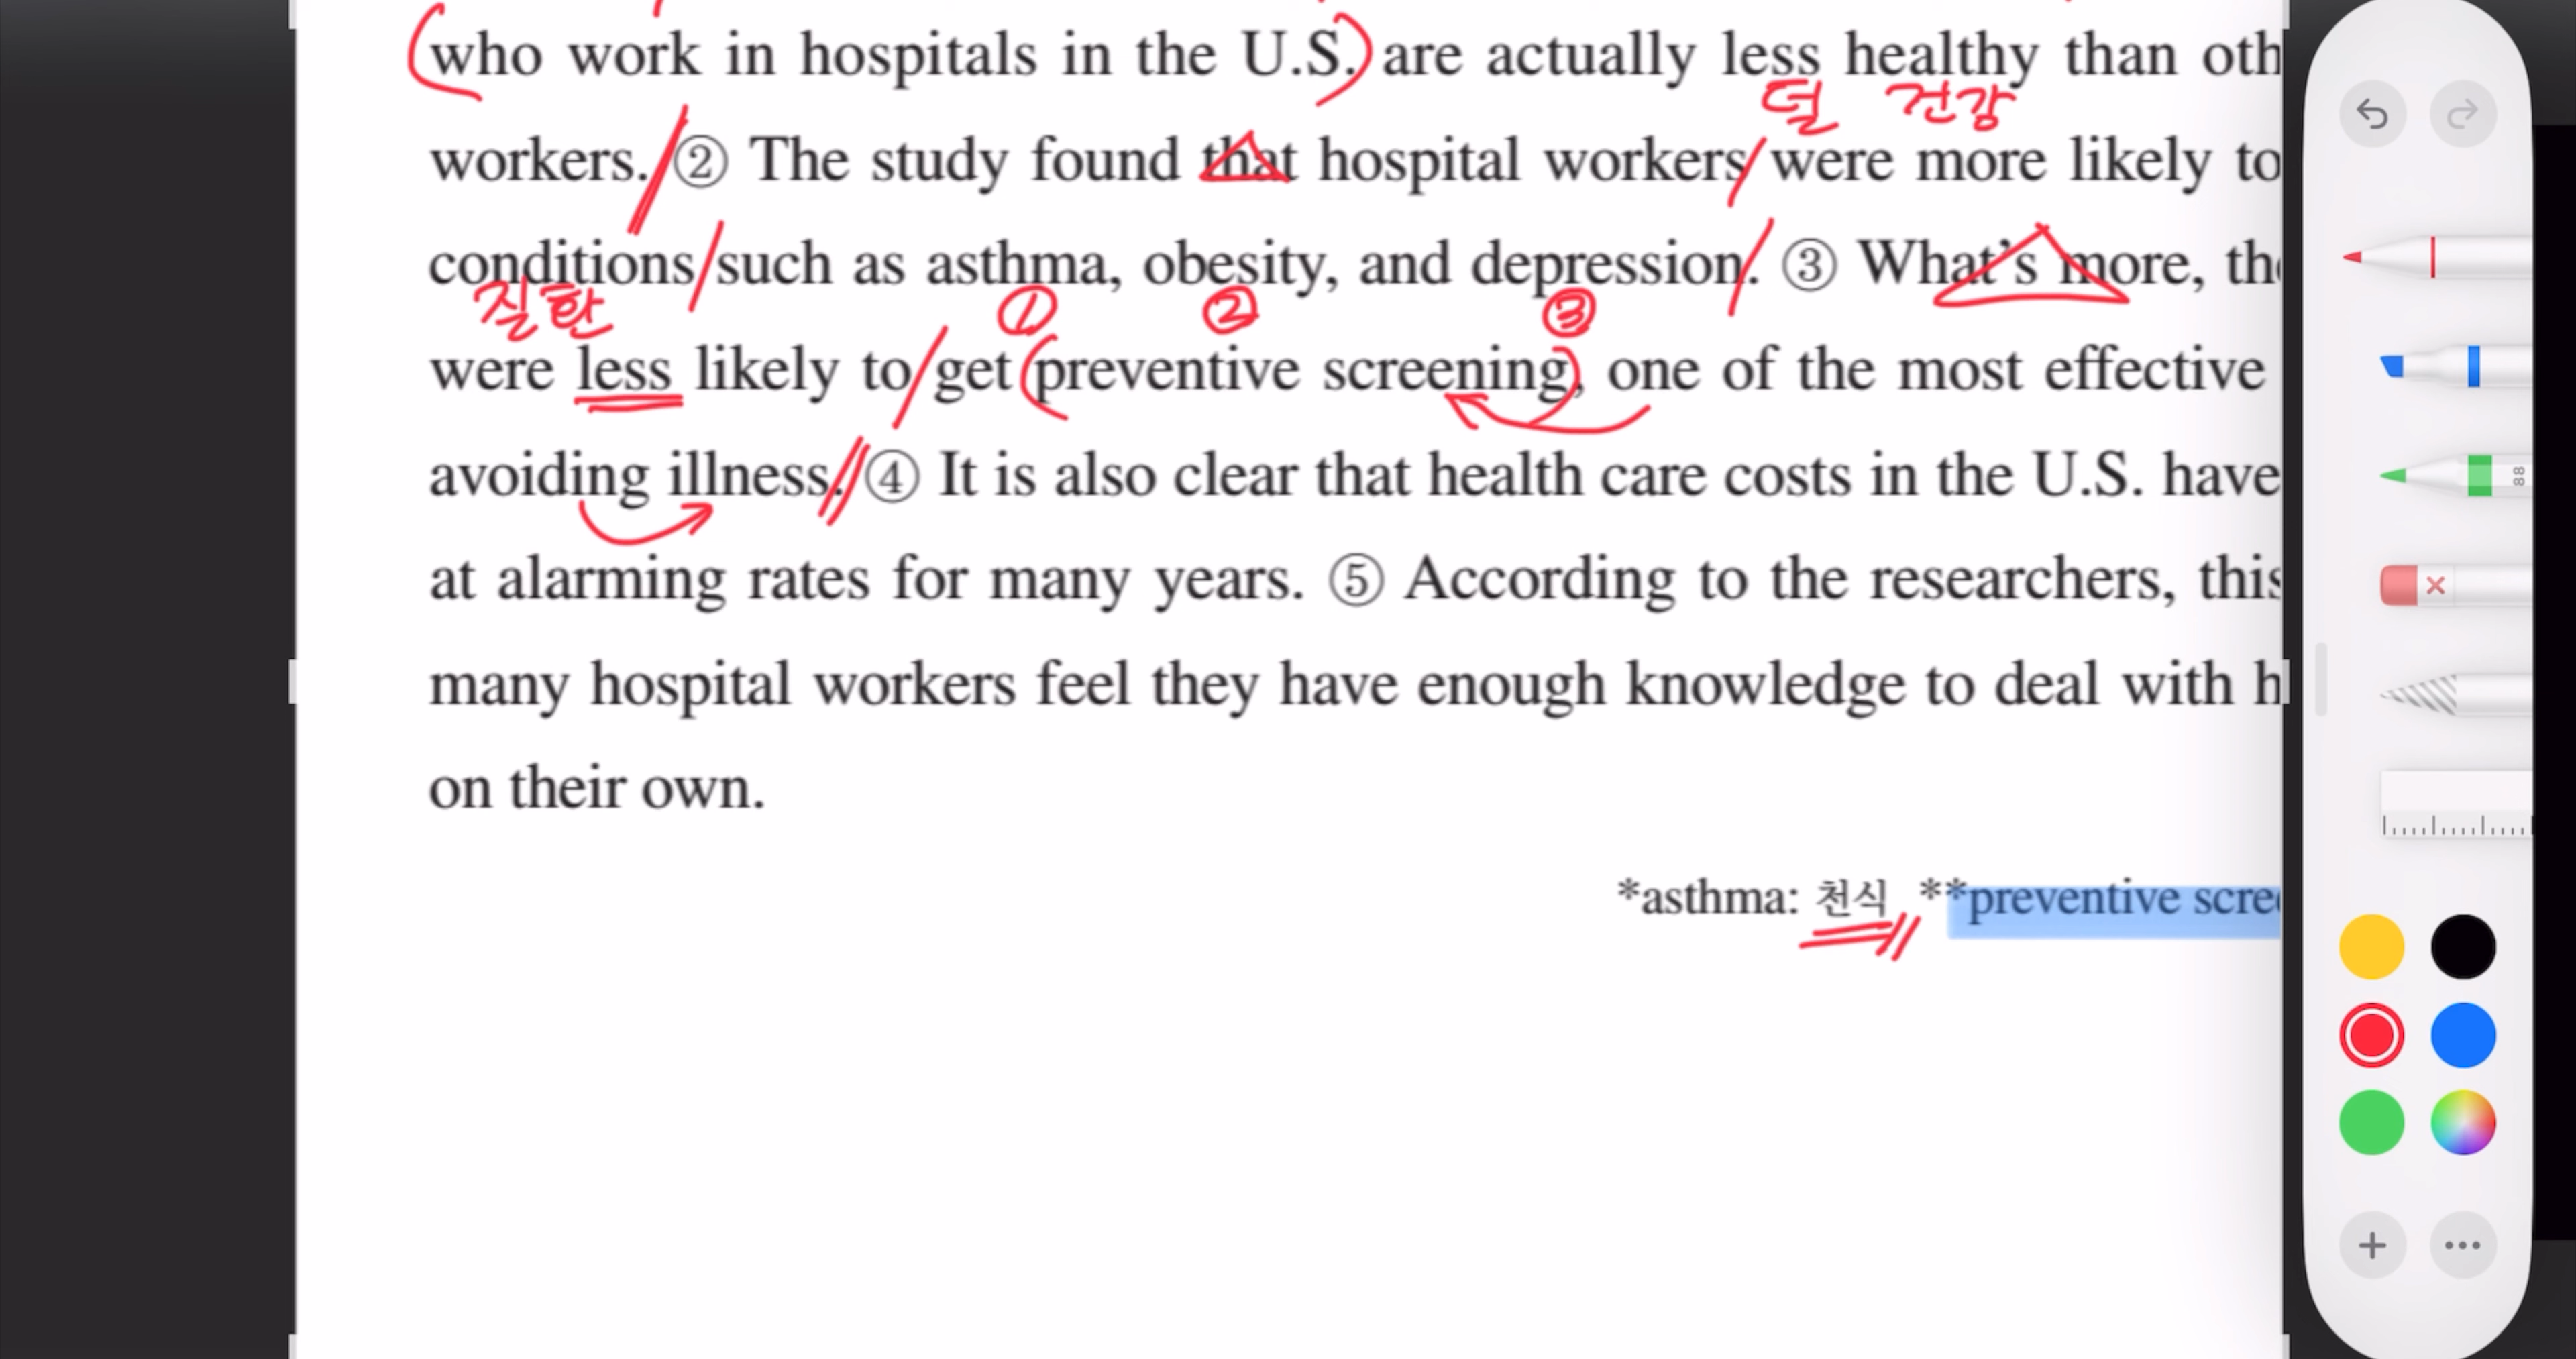 who work in hospitals in the U.S. are actually less healthy than
덜 건강
workers. ② The study found that hospital workers were more likely to
conditions such as asthma, obesity, and depression. ③ What's more,
질환 ① ② ③
were less likely to get preventive screening, one of the most effective
avoiding illness. ④ It is also clear that health care costs in the U.S. have
at alarming rates for many years. ⑤ According to the researchers, this
many hospital workers feel they have enough knowledge to deal with
on their own.
*asthma: 천식 **preventive
88